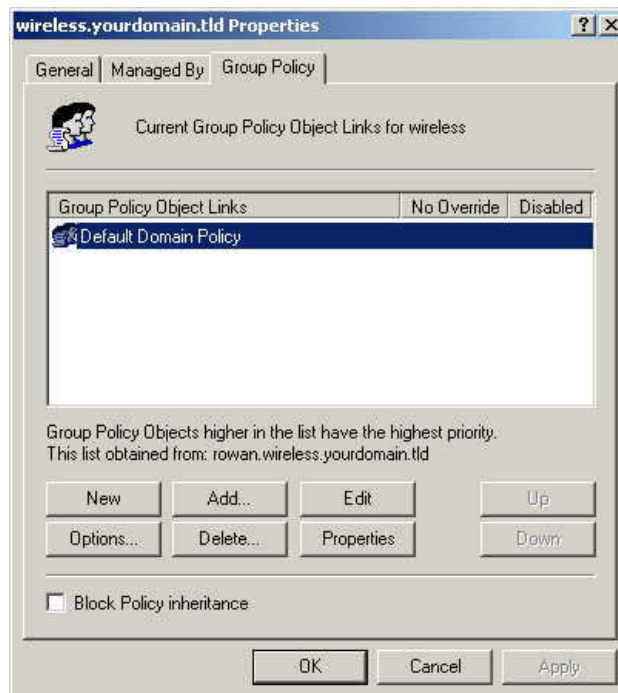 wireless.yourdomain.tld Properties
General Managed By Group Policy
Current Group Policy Object Links for wireless
Group Policy Object Links No Override Disabled
Default Domain Policy
Group Policy Objects higher in the list have the highest priority.
This list obtained from: rowan.wireless.yourdomain.tld
New Add... Edit Up
Options... Delete... Properties Down
Block Policy inheritance
OK Cancel Apply